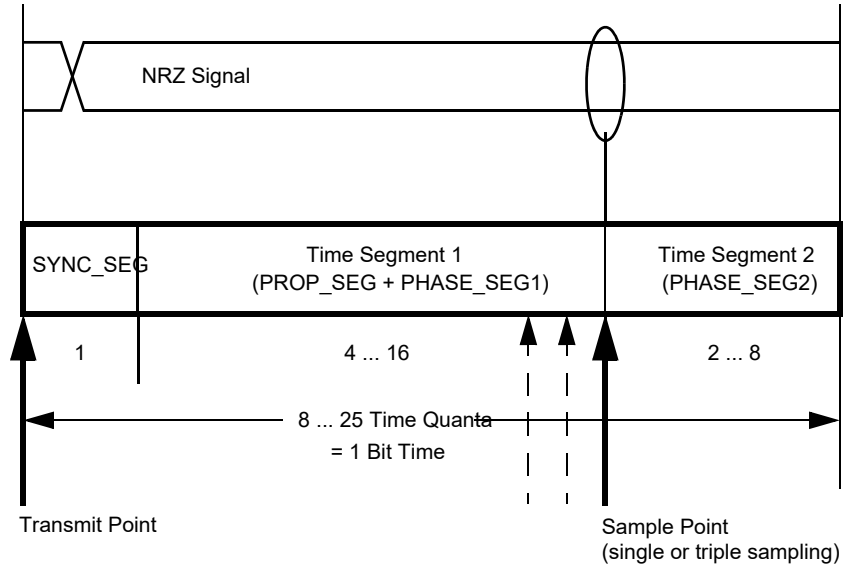 NRZ Signal
SYNC_SEG
Time Segment 1
(PROP_SEG + PHASE_SEG1)
Time Segment 2
(PHASE_SEG2)
1
4 ... 16
2 ... 8
8 ... 25 Time Quanta
= 1 Bit Time
Transmit Point
Sample Point
(single or triple sampling)